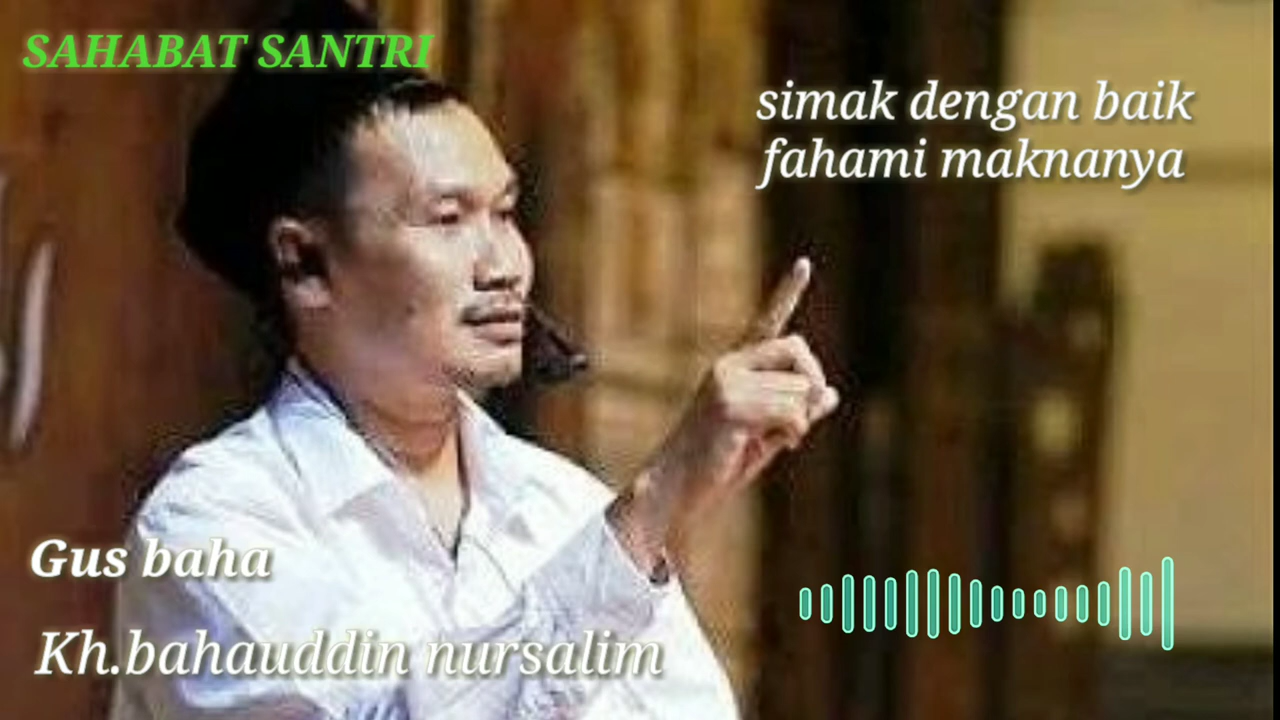 SAHABAT SANTRI
simak dengan baik
fahami maknanya
Gus baha
Kh.bahauddin nursalim